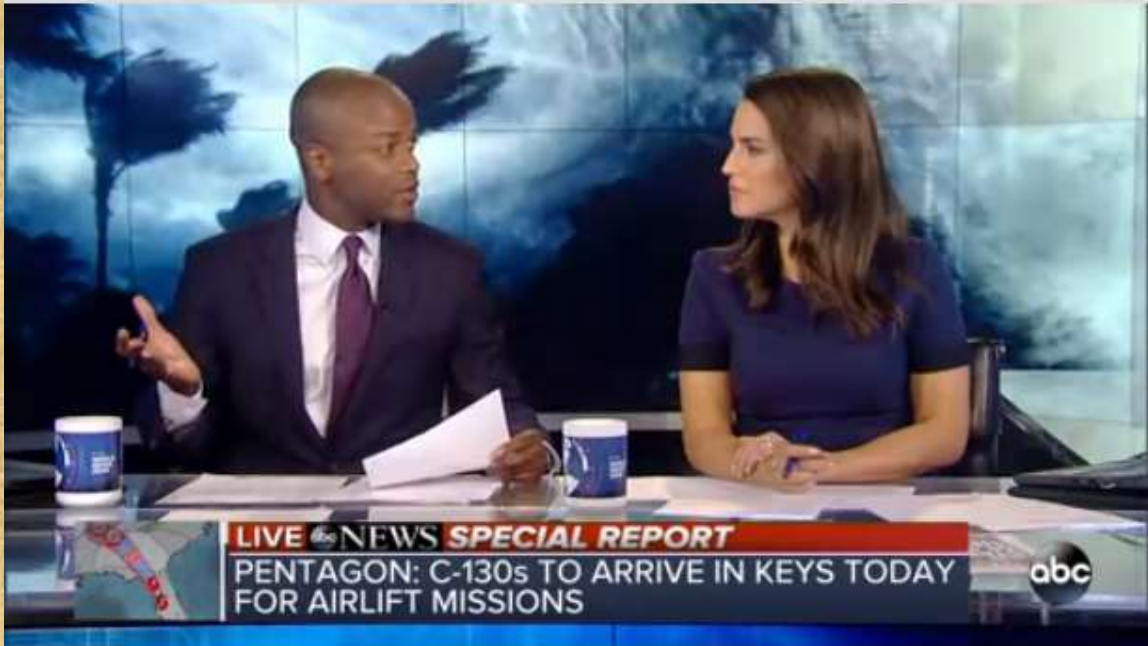 LIVE abc NEWS SPECIAL REPORT
PENTAGON: C-130s TO ARRIVE IN KEYS TODAY
FOR AIRLIFT MISSIONS
abc